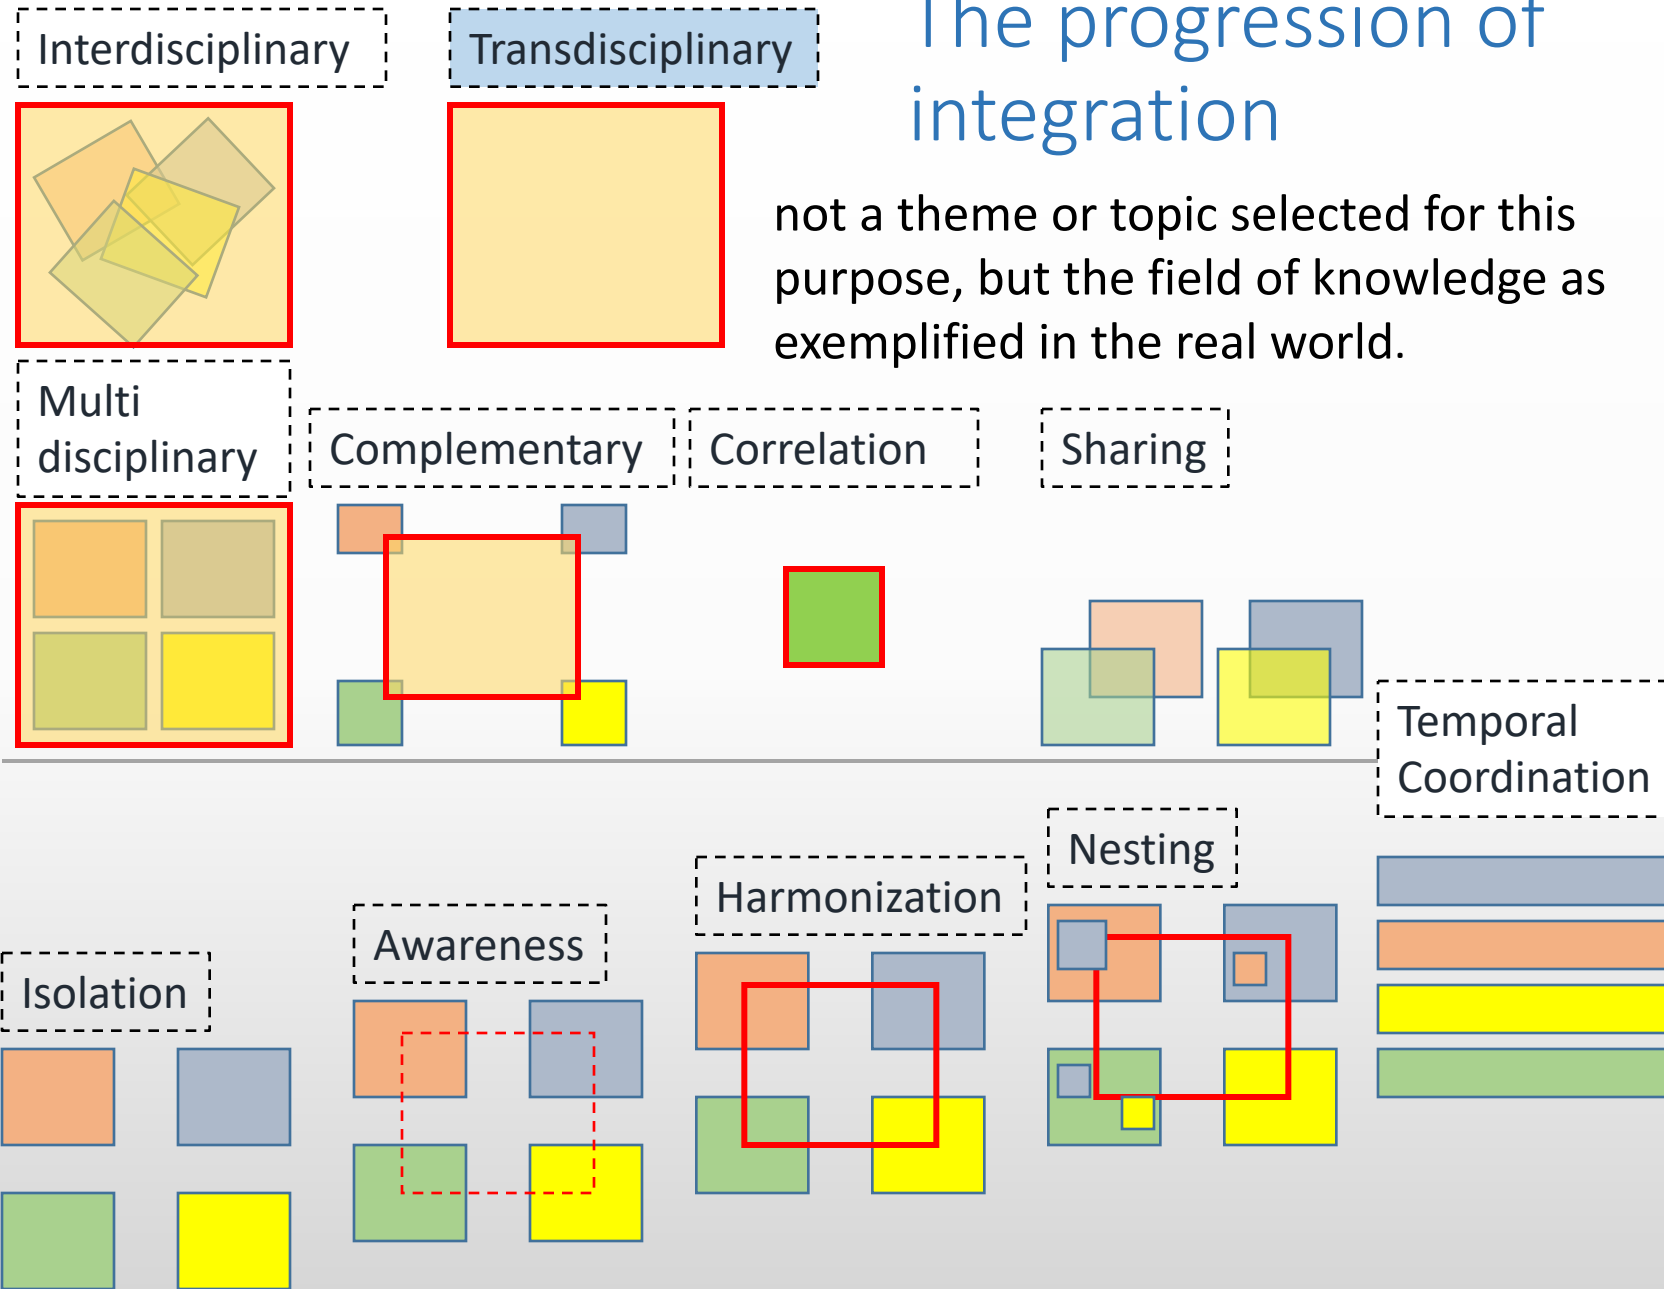 The progression of
integration
Interdisciplinary
Transdisciplinary
not a theme or topic selected for this
purpose, but the field of knowledge as
exemplified in the real world.
Multi
disciplinary
Complementary
Correlation
Sharing
Temporal
Coordination
Nesting
Harmonization
Awareness
Isolation